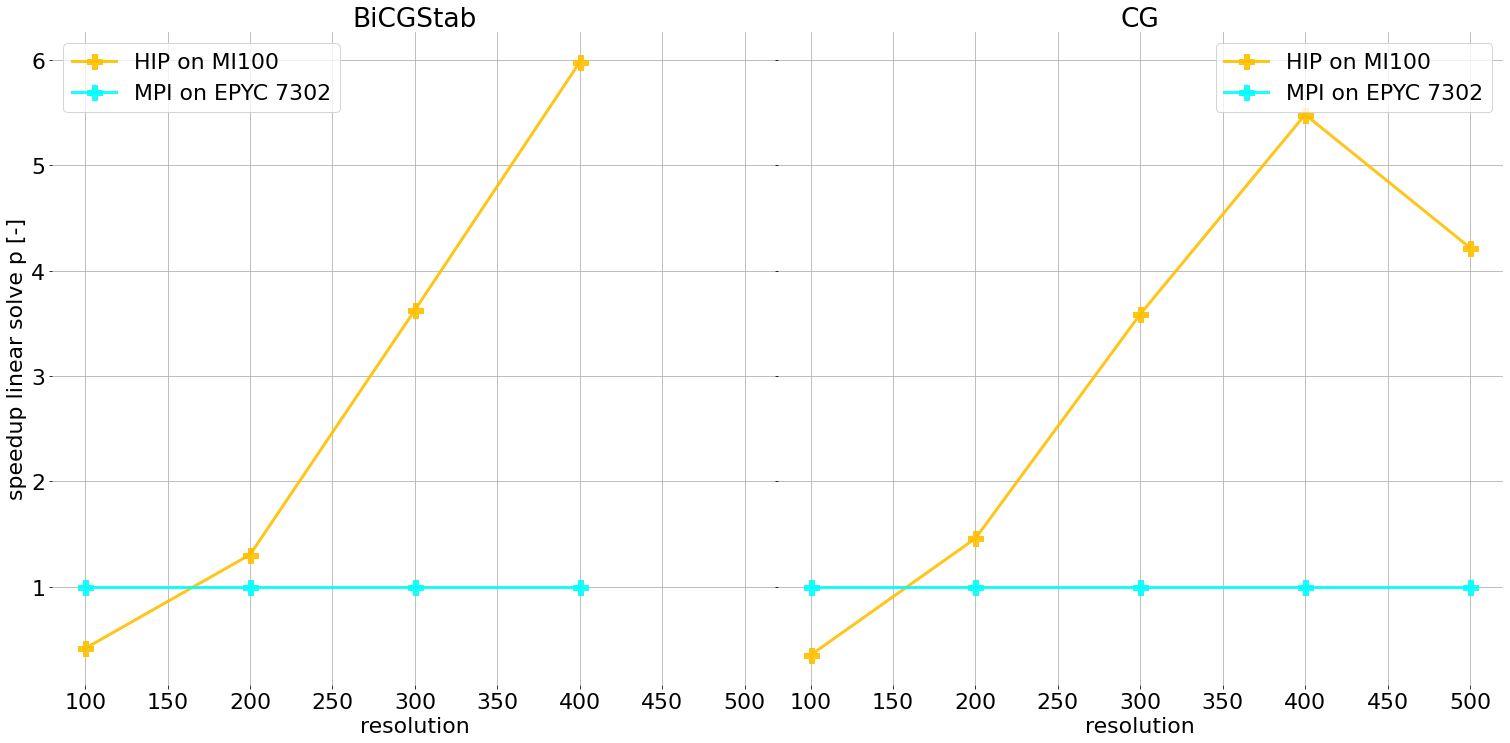 BiCGStab
HIP on MI100
MPI on EPYC 7302
speedup linear solve p [-]
6
5
4
3
2
1
100 150 200 250 300 350 400 450 500
resolution
CG
HIP on MI100
MPI on EPYC 7302
100 150 200 250 300 350 400 450 500
resolution